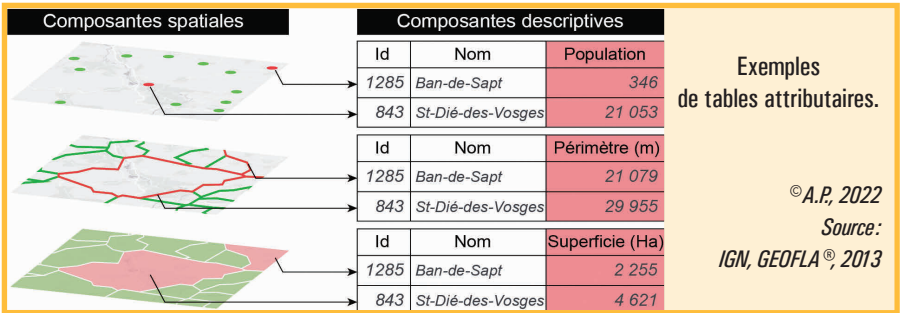 Composantes spatiales
Composantes descriptives
Id Nom Population
1285 Ban-de-Sapt 346
843 St-Dié-des-Vosges 21 053
Id Nom Périmètre (m)
1285 Ban-de-Sapt 21 079
843 St-Dié-des-Vosges 29 955
Id Nom Superficie (Ha)
1285 Ban-de-Sapt 2 255
843 St-Dié-des-Vosges 4 621
Exemples
de tables attributaires.
©A.P., 2022
Source:
IGN, GEOFLA®, 2013